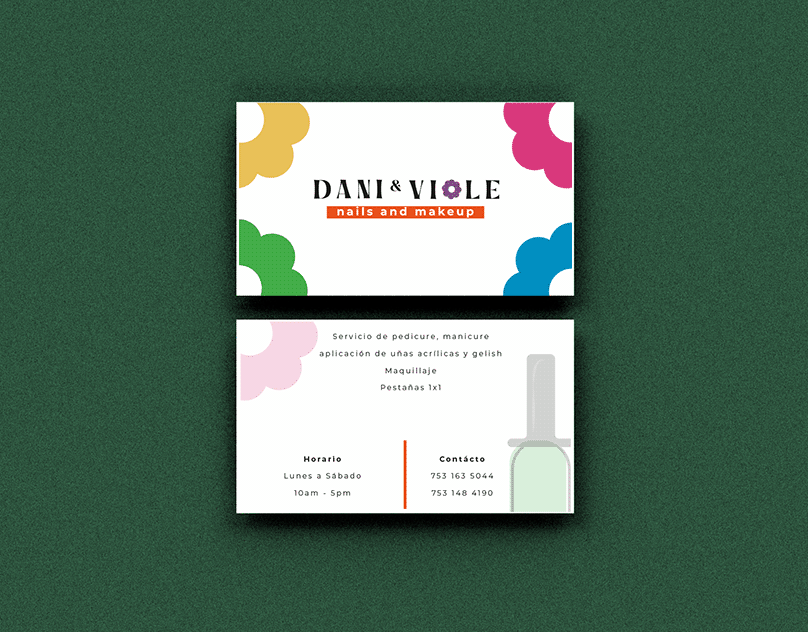 DANI & VIOLE
nails and makeup
Servicio de pedicure, manicure
aplicación de uñas acrílicas y gelish
Maquillaje
Pestañas 1x1
Horario
Lunes a Sábado
10am - 5pm
Contácto
753 163 5044
753 148 4190